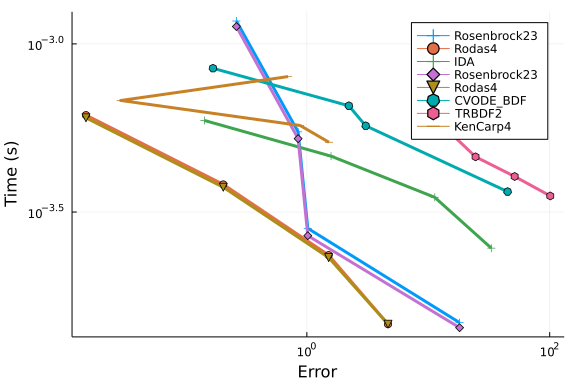 10^-3.0
10^-3.5
10^0
10^2
Time (s)
Error
Rosenbrock23
Rodas4
IDA
Rosenbrock23
Rodas4
CVODE_BDF
TRBDF2
KenCarp4